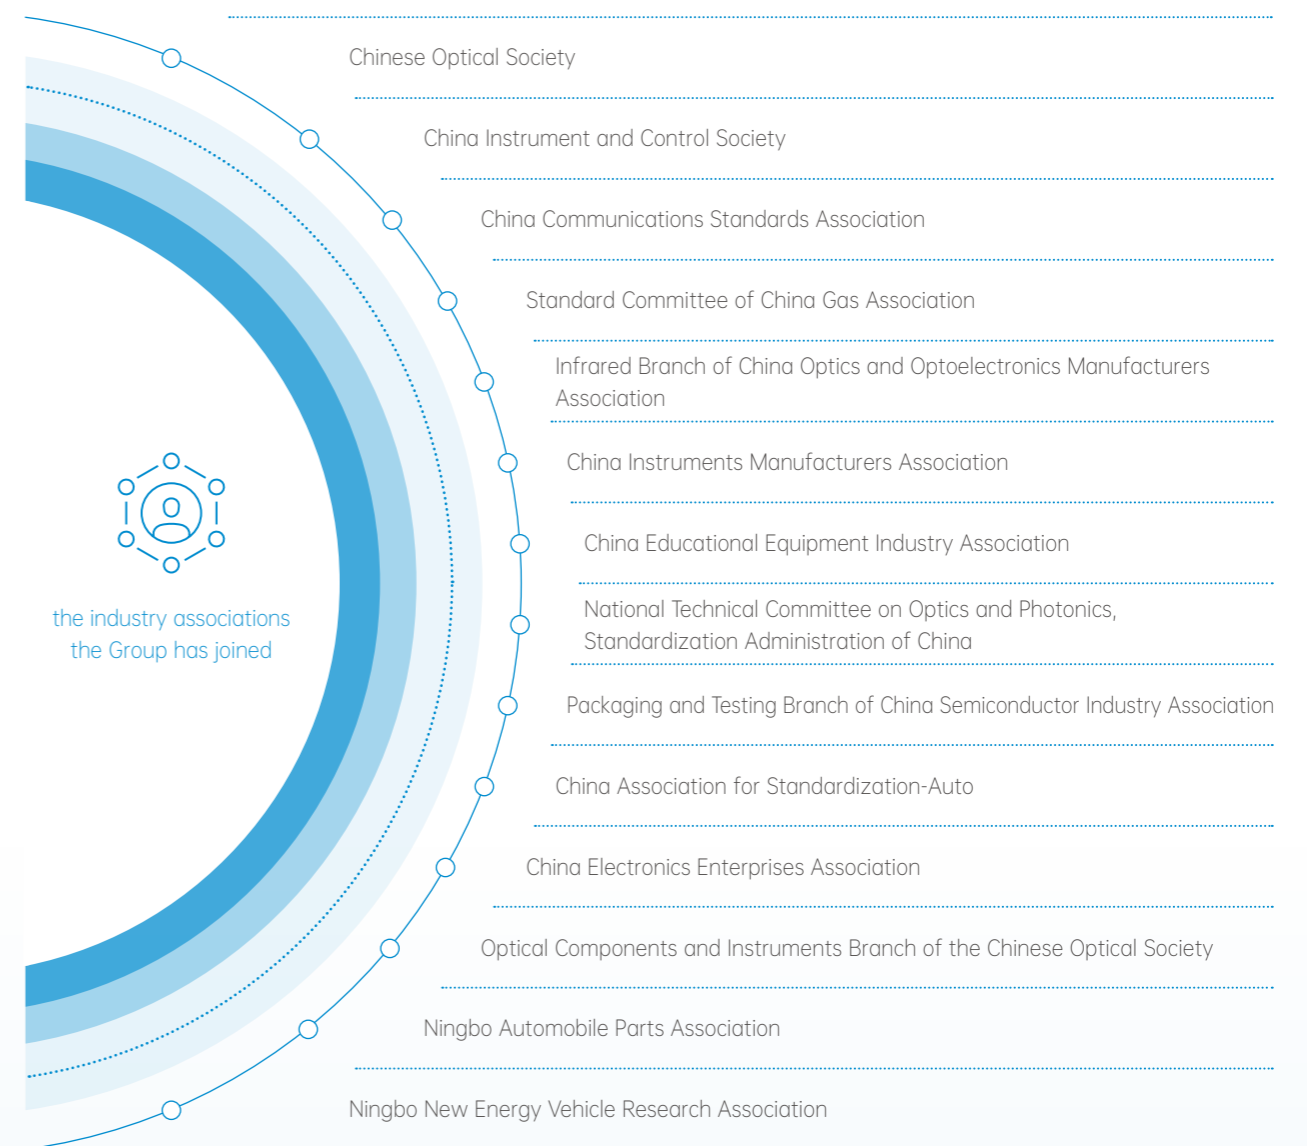 Chinese Optical Society
China Instrument and Control Society
China Communications Standards Association
Standard Committee of China Gas Association
Infrared Branch of China Optics and Optoelectronics Manufacturers
Association
China Instruments Manufacturers Association
China Educational Equipment Industry Association
National Technical Committee on Optics and Photonics,
Standardization Administration of China
Packaging and Testing Branch of China Semiconductor Industry Association
China Association for Standardization-Auto
China Electronics Enterprises Association
Optical Components and Instruments Branch of the Chinese Optical Society
Ningbo Automobile Parts Association
Ningbo New Energy Vehicle Research Association
the industry associations
the Group has joined